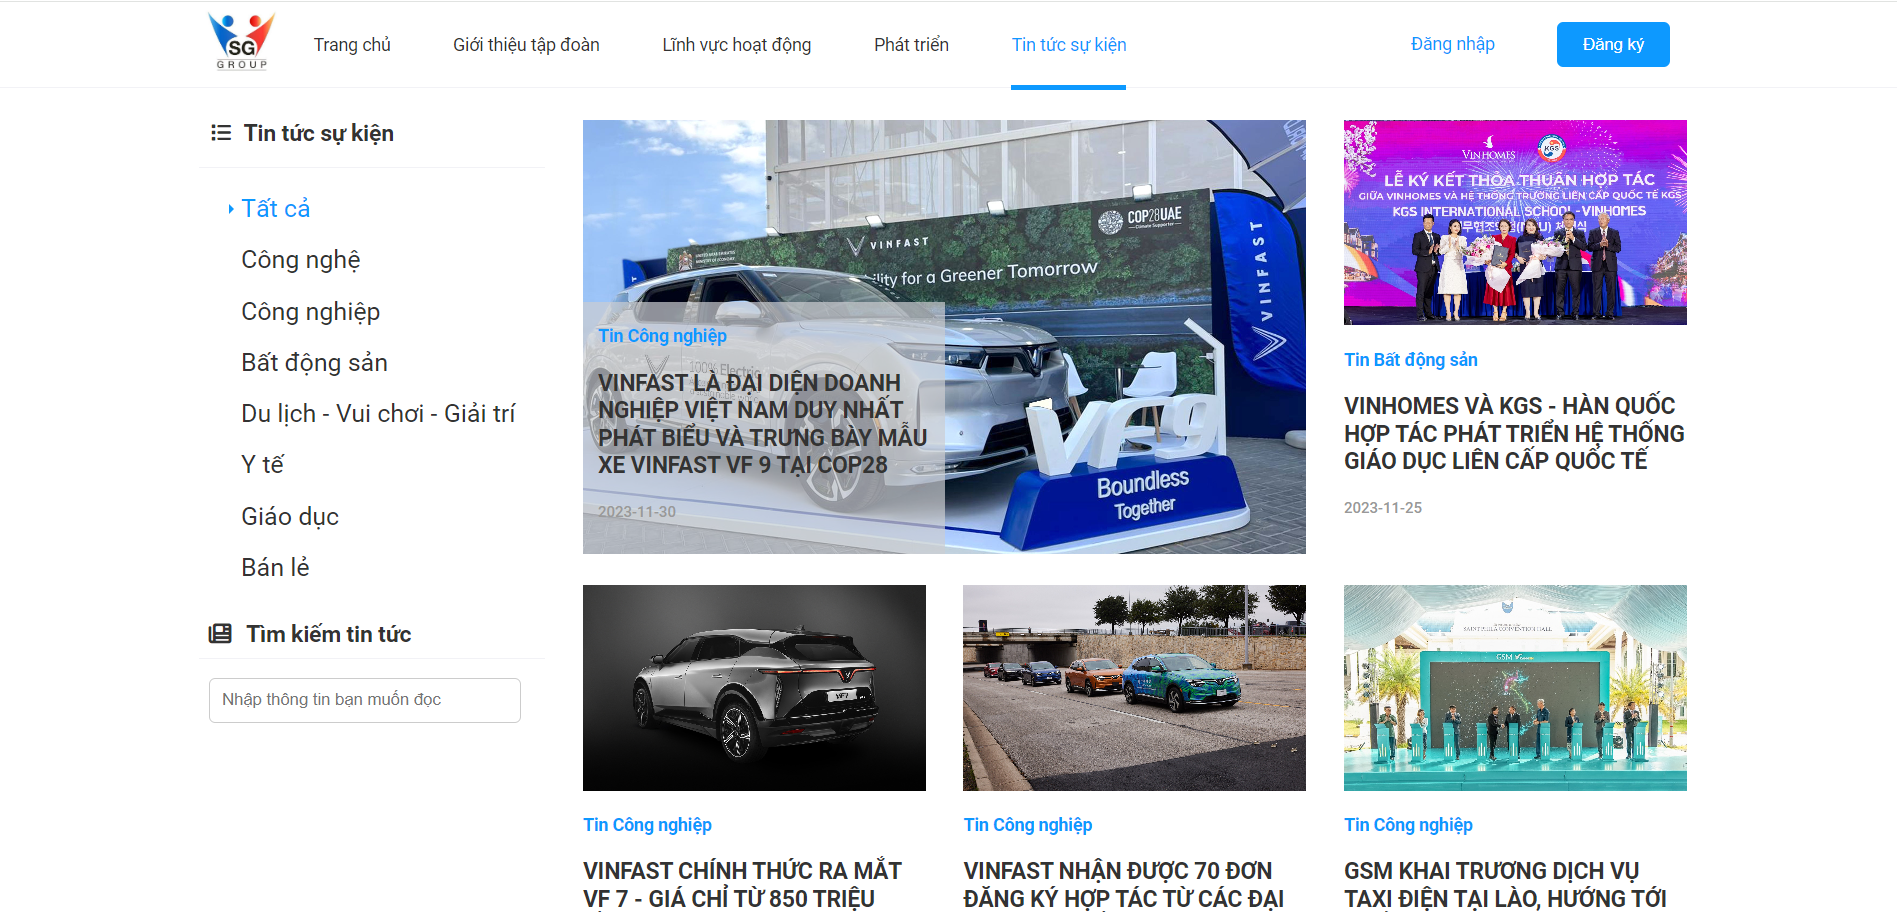 SG
GROUP
Trang chủ
Giới thiệu tập đoàn
Lĩnh vực hoạt động
Phát triển
Tin tức sự kiện
Đăng nhập
Đăng ký
Tin tức sự kiện
Tất cả
Công nghệ
Công nghiệp
Bất động sản
Du lịch - Vui chơi - Giải trí
Y tế
Giáo dục
Bán lẻ
Tìm kiếm tin tức
Nhập thông tin bạn muốn đọc
VINFAST
COP28UAE
ility for a Greener Tomorrow
VINFAST
100% Electric
VF9
Boundless
Together
Tin Công nghiệp
VINFAST LÀ ĐẠI DIỆN DOANH
NGHIỆP VIỆT NAM DUY NHẤT
PHÁT BIỂU VÀ TRƯNG BÀY MẪU
XE VINFAST VF 9 TẠI COP28
2023-11-30
VINHOMES
KGS
LỄ KÝ KẾT THỎA THUẬN HỢP TÁC
GIỮA VINHOMES VÀ HỆ THỐNG TRƯỜNG LIÊN CẤP QUỐC TẾ KGS
KGS INTERNATIONAL SCHOOL - VINHOMES
Tin Bất động sản
VINHOMES VÀ KGS - HÀN QUỐC
HỢP TÁC PHÁT TRIỂN HỆ THỐNG
GIÁO DỤC LIÊN CẤP QUỐC TẾ
2023-11-25
VF7
Tin Công nghiệp
VINFAST CHÍNH THỨC RA MẮT
VF 7 - GIÁ CHỈ TỪ 850 TRIỆU
Tin Công nghiệp
VINFAST NHẬN ĐƯỢC 70 ĐƠN
ĐĂNG KÝ HỢP TÁC TỪ CÁC ĐẠI
CONVENTION HALL
GSM
Tin Công nghiệp
GSM KHAI TRƯƠNG DỊCH VỤ
TAXI ĐIỆN TẠI LÀO, HƯỚNG TỚI